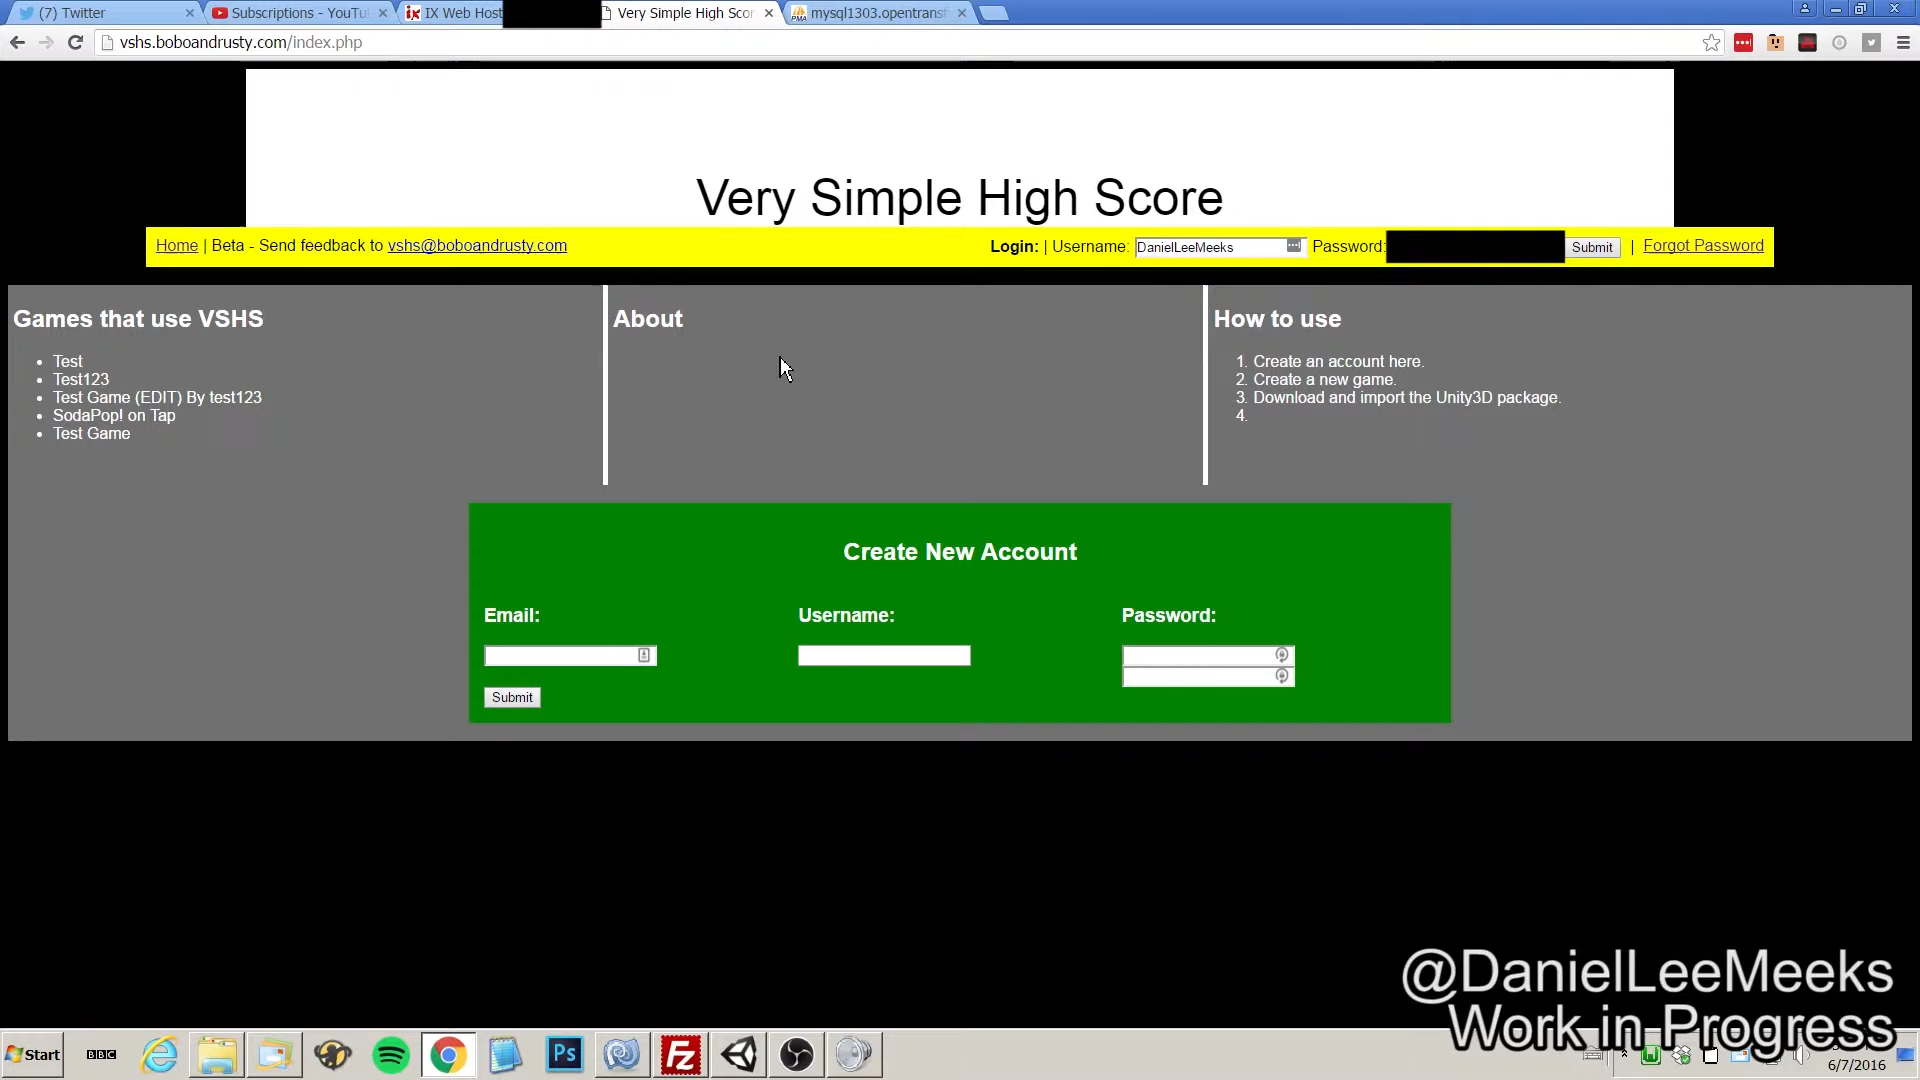 (7) Twitter
Subscriptions - YouTu
IX Web Host
Very Simple High Scor
mysql1303.opentransf
vshs.boboandrusty.com/index.php
Very Simple High Score
Home | Beta - Send feedback to vshs@boboandrusty.com
Login: | Username: DanielLeeMeeks Password: Submit | Forgot Password
Games that use VSHS
Test
Test123
Test Game (EDIT) By test123
SodaPop! on Tap
Test Game
About
How to use
1. Create an account here.
2. Create a new game.
3. Download and import the Unity3D package.
4.
Create New Account
Email:
Username:
Password:
Submit
@DanielLeeMeeks
Work in Progress
Start
BBC
Ps
Fz
6/7/2016